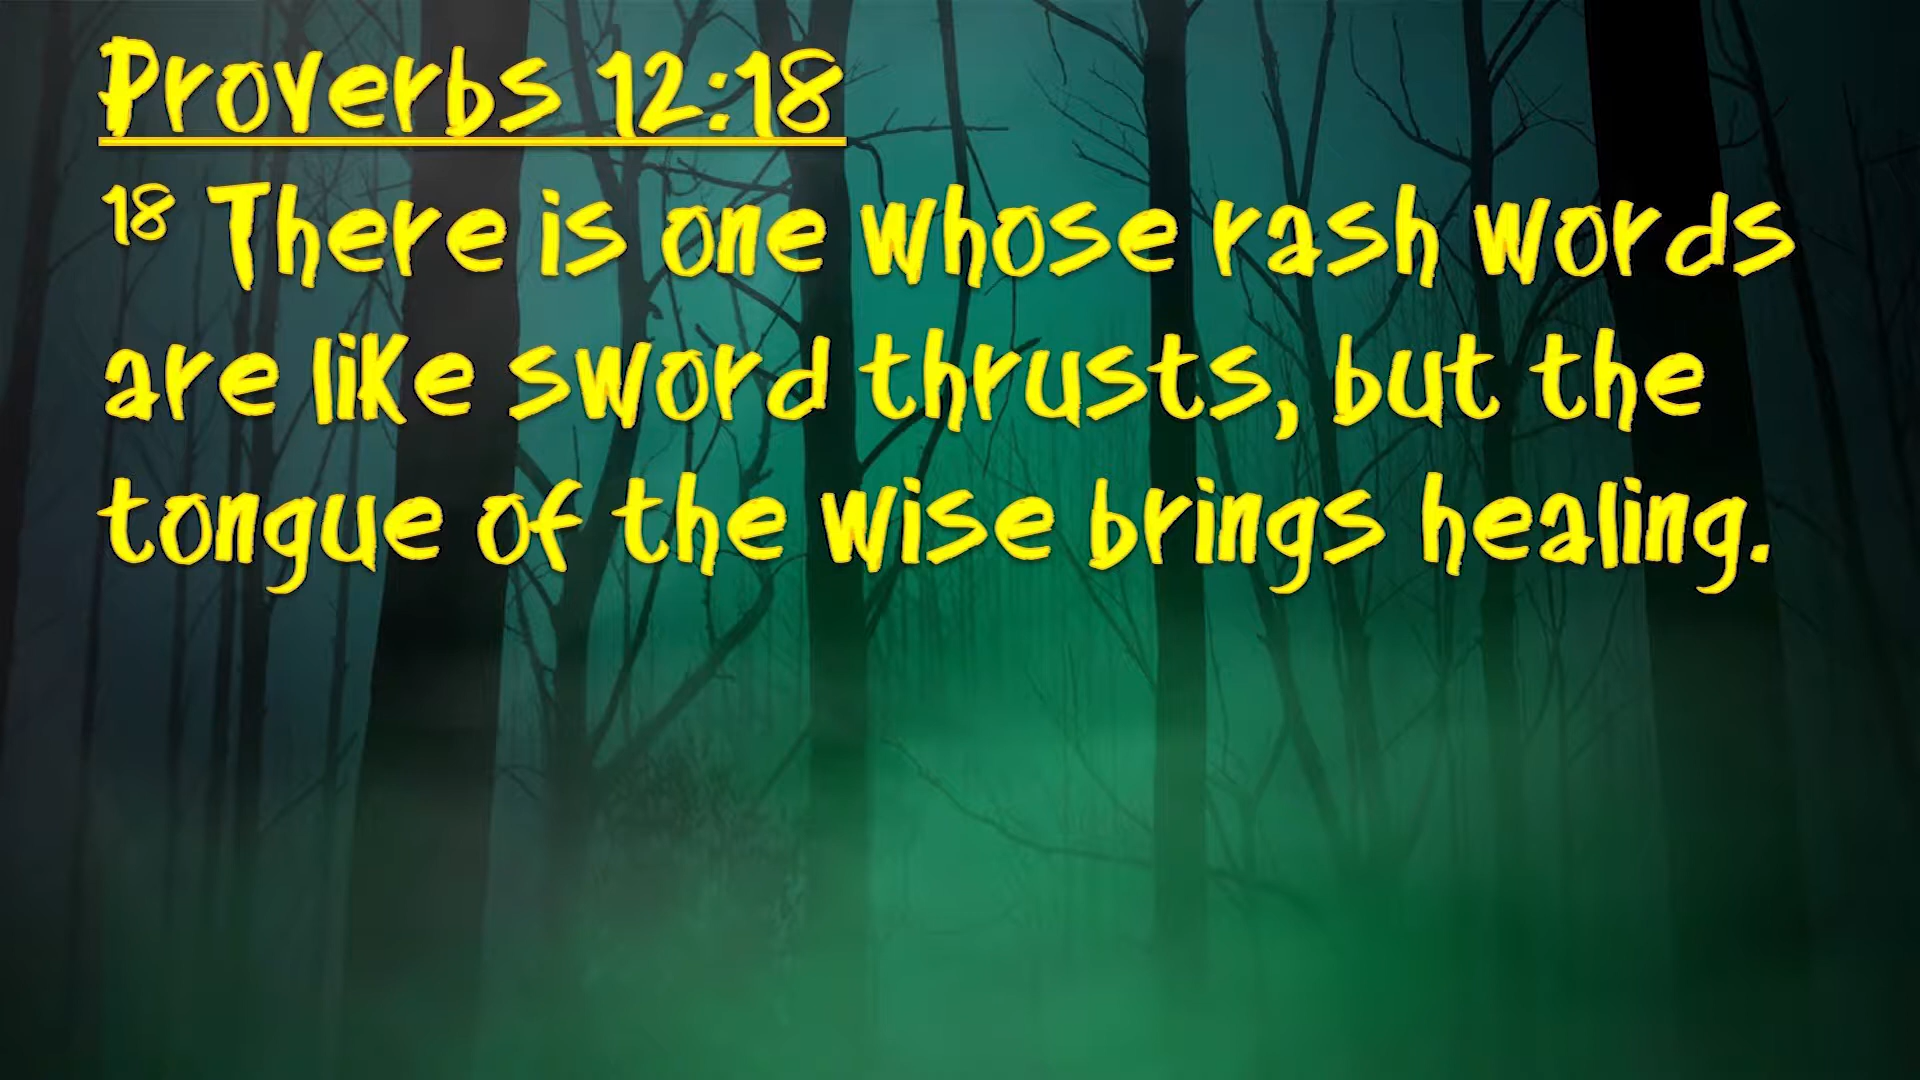 Proverbs 12:18
18 There is one whose rash words
are like sword thrusts, but the
tongue of the wise brings healing.